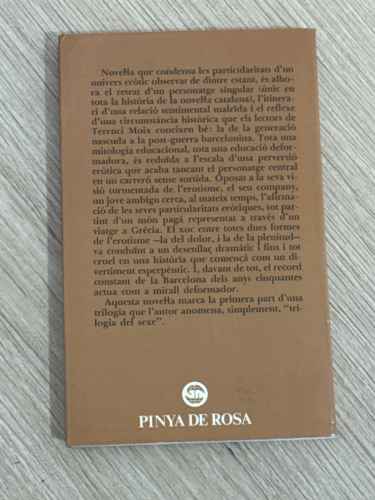 Novel·la que condensa les particularitats d'un
univers eròtic observat de dintre estant, és alho-
ra el retrat d'un personatge singular (únic en
tota la història de la novel·la catalana), l'itinera-
ri d'una relació sentimental maleïda i el reflexe
d'una circumstància històrica que els lectors de
Terenci Moix coneixen bé: la de la generació
nascuda a la post-guerra barcelonina. Tota una
mitologia educacional, tota una educació defor-
madora, és reduïda a l'escala d'una perversió
eròtica que acaba tancant el personatge central
en un carreró sense sortida. Oposat a la seva vi-
sió turmentada de l'erotisme, el seu company,
un jove ambigu cerca, al mateix temps, l'afirma-
ció de les seves particularitats eròtiques, tot par-
tint d'un món pagà representat a través d'un
viatge a Grècia. El xoc entre totes dues formes
de l'erotisme —la del dolor, i la de la plenitud—
va conduint a un desenllaç dramàtic i fins i tot
cruel en una història que començà com un di-
vertiment esperpèntic. I, davant de tot, el record
constant de la Barcelona dels anys cinquantes
actua com a mirall deformador.
Aquesta novel·la marca la primera part d'una
trilogia que l'autor anomena, simplement, "tri-
logia del sexe".
PINYA DE ROSA